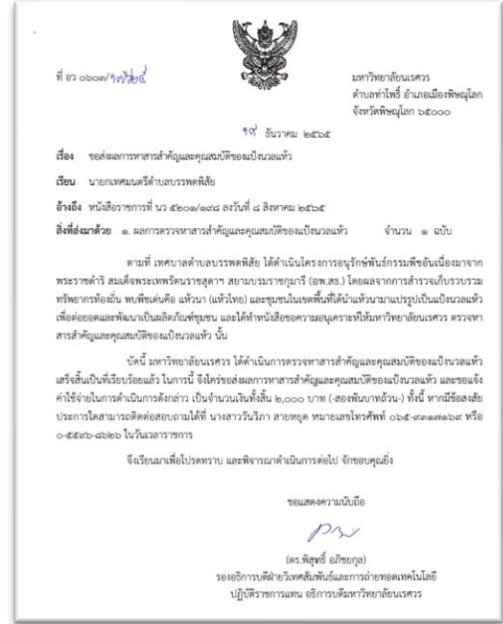 ที่ อว ๐๖๐๓/
มหาวิทยาลัยนเรศวร
ตำบลท่าโพธิ์ อำเภอเมืองพิษณุโลก
จังหวัดพิษณุโลก ๖๕๐๐๐
๑๙ ธันวาคม ๒๕๖๕
เรื่อง ขอส่งผลการหาสารสำคัญและคุณสมบัติของแป้งนวลแห้ว
เรียน นายกเทศมนตรีตำบลบรรพตพิสัย
อ้างถึง หนังสือราชการที่ นว ๕๒๐๑/๑๙๘ ลงวันที่ ๘ สิงหาคม ๒๕๖๕
สิ่งที่ส่งมาด้วย ๑. ผลการตรวจหาสารสำคัญและคุณสมบัติของแป้งนวลแห้ว จำนวน ๑ ฉบับ
ตามที่ เทศบาลตำบลบรรพตพิสัย ได้ดำเนินโครงการอนุรักษ์พันธุ์กรรมพืชอันเนื่องมาจาก
พระราชดำริ สมเด็จพระเทพรัตนราชสุดาฯ สยามบรมราชกุมารี (อพ.สธ.) โดยผลจากการสำรวจเก็บรวบรวม
ทรัพยากรท้องถิ่น พบพืชเด่นคือ แห้วนา (แห้วไทย) และชุมชนในเขตพื้นที่ได้นำแห้วนามาแปรรูปเป็นแป้งนวลแห้ว
เพื่อต่อยอดและพัฒนาเป็นผลิตภัณฑ์ชุมชน และได้ทำหนังสือขอความอนุเคราะห์ให้มหาวิทยาลัยนเรศวร ตรวจหา
สารสำคัญและคุณสมบัติของแป้งนวลแห้ว นั้น
บัดนี้ มหาวิทยาลัยนเรศวร ได้ดำเนินการตรวจหาสารสำคัญและคุณสมบัติของแป้งนวลแห้ว
เสร็จสิ้นเป็นที่เรียบร้อยแล้ว ในการนี้ จึงใคร่ขอส่งผลการหาสารสำคัญและคุณสมบัติของแป้งนวลแห้ว และขอแจ้ง
ค่าใช้จ่ายในการดำเนินการดังกล่าว เป็นจำนวนเงินทั้งสิ้น ๒,๐๐๐ บาท (-สองพันบาทถ้วน-) ทั้งนี้ หากมีข้อสงสัย
ประการใดสามารถติดต่อสอบถามได้ที่ นางสาววันวิภา สายหยุด หมายเลขโทรศัพท์ ๐๖๕-๙๓๑๗๑๖๙ หรือ
๐-๕๕๙๖-๘๖๒๖ ในวันเวลาราชการ
จึงเรียนมาเพื่อโปรดทราบ และพิจารณาดำเนินการต่อไป จักขอบคุณยิ่ง
ขอแสดงความนับถือ
(ดร.พิสุทธิ์ อภิชยกุล)
รองอธิการบดีฝ่ายวิเทศสัมพันธ์และการถ่ายทอดเทคโนโลยี
ปฏิบัติราชการแทน อธิการบดีมหาวิทยาลัยนเรศวร